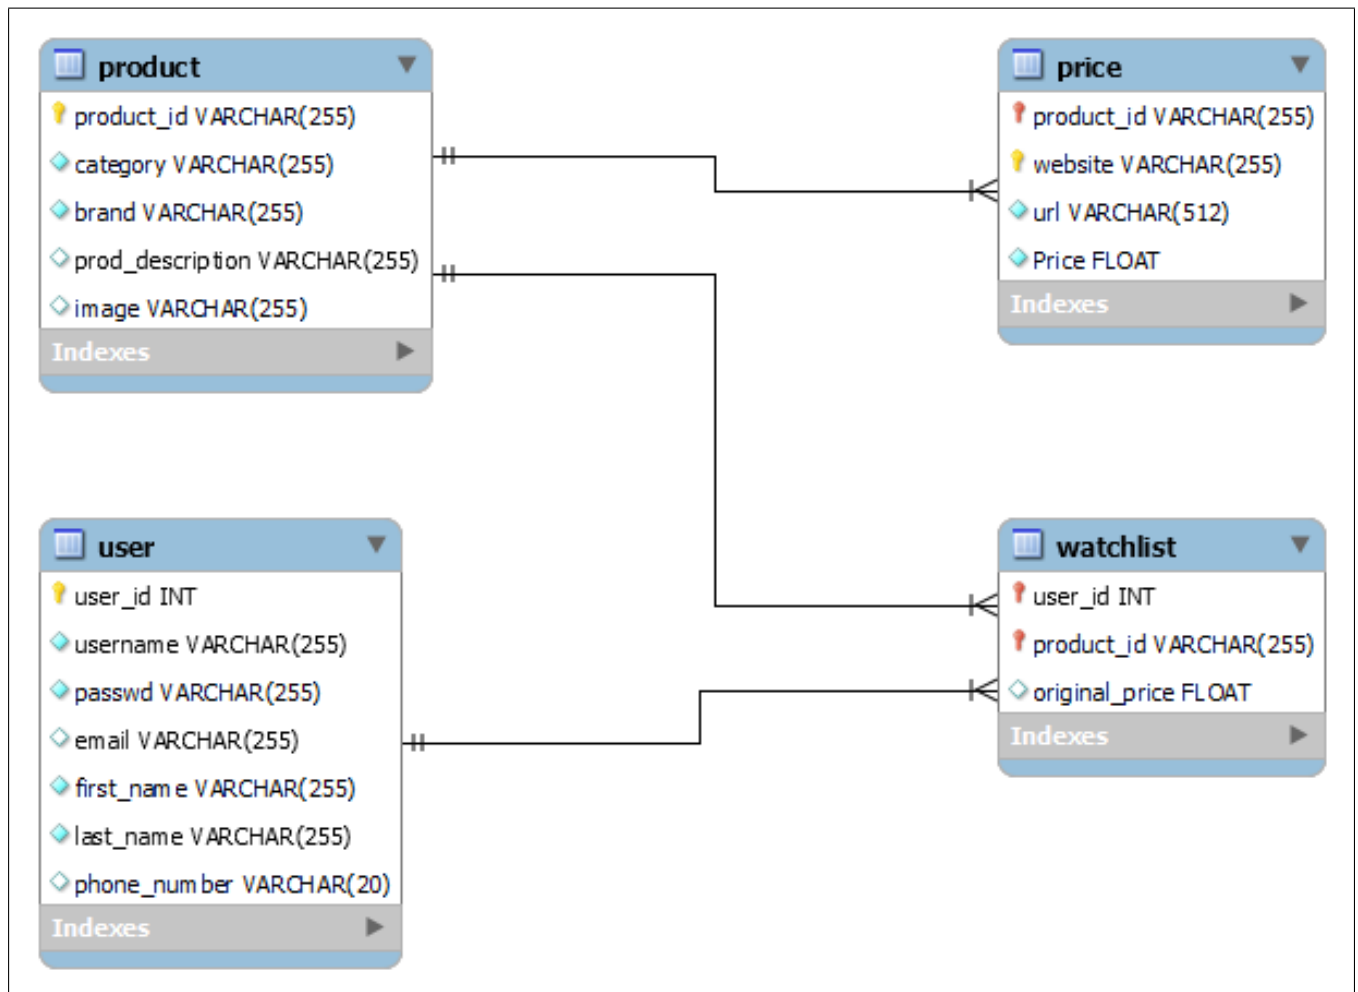 product
product_id VARCHAR(255)
category VARCHAR(255)
brand VARCHAR(255)
prod_description VARCHAR(255)
image VARCHAR(255)
Indexes
price
product_id VARCHAR(255)
website VARCHAR(255)
url VARCHAR(512)
Price FLOAT
Indexes
user
user_id INT
username VARCHAR(255)
passwd VARCHAR(255)
email VARCHAR(255)
first_name VARCHAR(255)
last_name VARCHAR(255)
phone_number VARCHAR(20)
Indexes
watchlist
user_id INT
product_id VARCHAR(255)
original_price FLOAT
Indexes